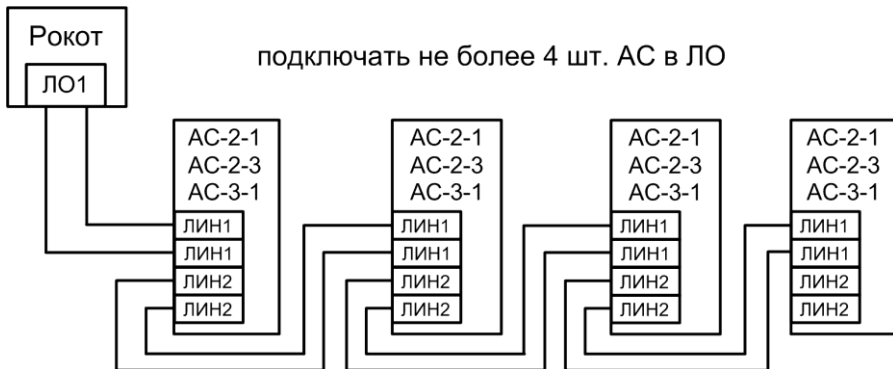 Рокот
ЛО1
подключать не более 4 шт. АС в ЛО
АС-2-1
АС-2-3
АС-3-1
ЛИН1
ЛИН1
ЛИН2
ЛИН2
АС-2-1
АС-2-3
АС-3-1
ЛИН1
ЛИН1
ЛИН2
ЛИН2
АС-2-1
АС-2-3
АС-3-1
ЛИН1
ЛИН1
ЛИН2
ЛИН2
АС-2-1
АС-2-3
АС-3-1
ЛИН1
ЛИН1
ЛИН2
ЛИН2